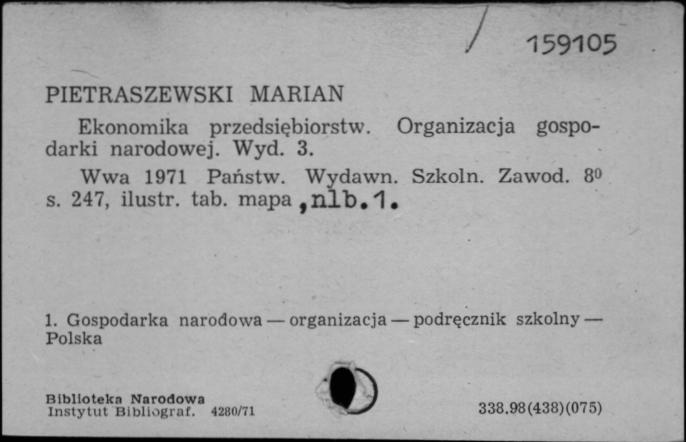 159105
PIETRASZEWSKI MARIAN
Ekonomika przedsiębiorstw. Organizacja gospo-
darki narodowej. Wyd. 3.
Wwa 1971 Państw. Wydawn. Szkoln. Zawod. 8⁰
s. 247, ilustr. tab. mapa ,nlb.1.
1. Gospodarka narodowa — organizacja — podręcznik szkolny —
Polska
Biblioteka Narodowa
Instytut Bibliograf. 4280/71
338.98(438)(075)